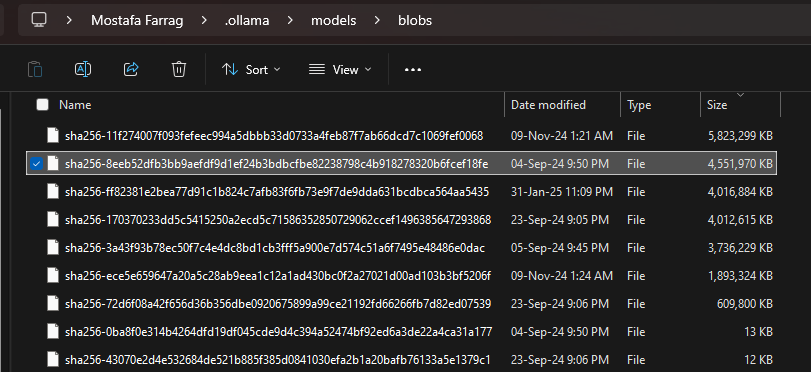 Mostafa Farrag > .ollama > models > blobs
Sort View
Name Date modified Type Size
sha256-11f274007f093fefeec994a5dbbb33d0733a4feb87f7ab66dcd7c1069fef0068 09-Nov-24 1:21 AM File 5,823,299 KB
sha256-8eeb52dfb3bb9aefdf9d1ef24b3bdbcfbe82238798c4b918278320b6fcef18fe 04-Sep-24 9:50 PM File 4,551,970 KB
sha256-ff82381e2bea77d91c1b824c7afb83f6fb73e9f7de9dda631bcdbca564aa5435 31-Jan-25 11:09 PM File 4,016,884 KB
sha256-170370233dd5c5415250a2ecd5c71586352850729062ccef1496385647293868 23-Sep-24 9:05 PM File 4,012,615 KB
sha256-3a43f93b78ec50f7c4e4dc8bd1cb3fff5a900e7d574c51a6f7495e48486e0dac 05-Sep-24 9:45 PM File 3,736,229 KB
sha256-ece5e659647a20a5c28ab9eea1c12a1ad430bc0f2a27021d00ad103b3bf5206f 09-Nov-24 1:24 AM File 1,893,324 KB
sha256-72d6f08a42f656d36b356dbe0920675899a99ce21192fd66266fb7d82ed07539 23-Sep-24 9:06 PM File 609,800 KB
sha256-0ba8f0e314b4264dfd19df045cde9d4c394a52474bf92ed6a3de22a4ca31a177 04-Sep-24 9:50 PM File 13 KB
sha256-43070e2d4e532684de521b885f385d0841030efa2b1a20bafb76133a5e1379c1 23-Sep-24 9:06 PM File 12 KB